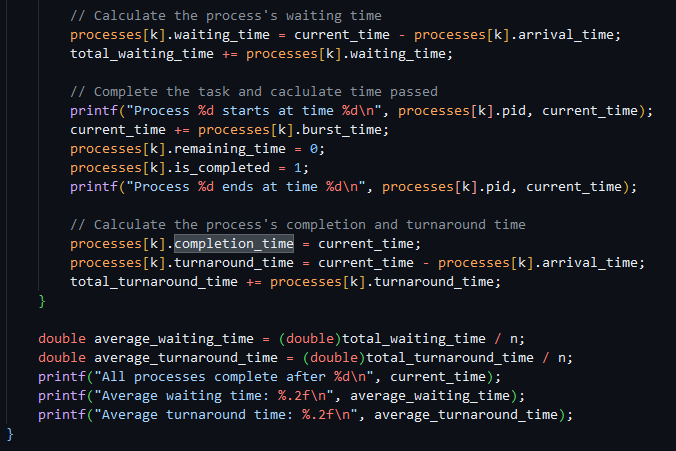 // Calculate the process's waiting time
processes[k].waiting_time = current_time - processes[k].arrival_time;
total_waiting_time += processes[k].waiting_time;
// Complete the task and caclulate time passed
printf("Process %d starts at time %d\n", processes[k].pid, current_time);
current_time += processes[k].burst_time;
processes[k].remaining_time = 0;
processes[k].is_completed = 1;
printf("Process %d ends at time %d\n", processes[k].pid, current_time);
// Calculate the process's completion and turnaround time
processes[k].completion_time = current_time;
processes[k].turnaround_time = current_time - processes[k].arrival_time;
total_turnaround_time += processes[k].turnaround_time;
}
double average_waiting_time = (double)total_waiting_time / n;
double average_turnaround_time = (double)total_turnaround_time / n;
printf("All processes complete after %d\n", current_time);
printf("Average waiting time: %.2f\n", average_waiting_time);
printf("Average turnaround time: %.2f\n", average_turnaround_time);
}